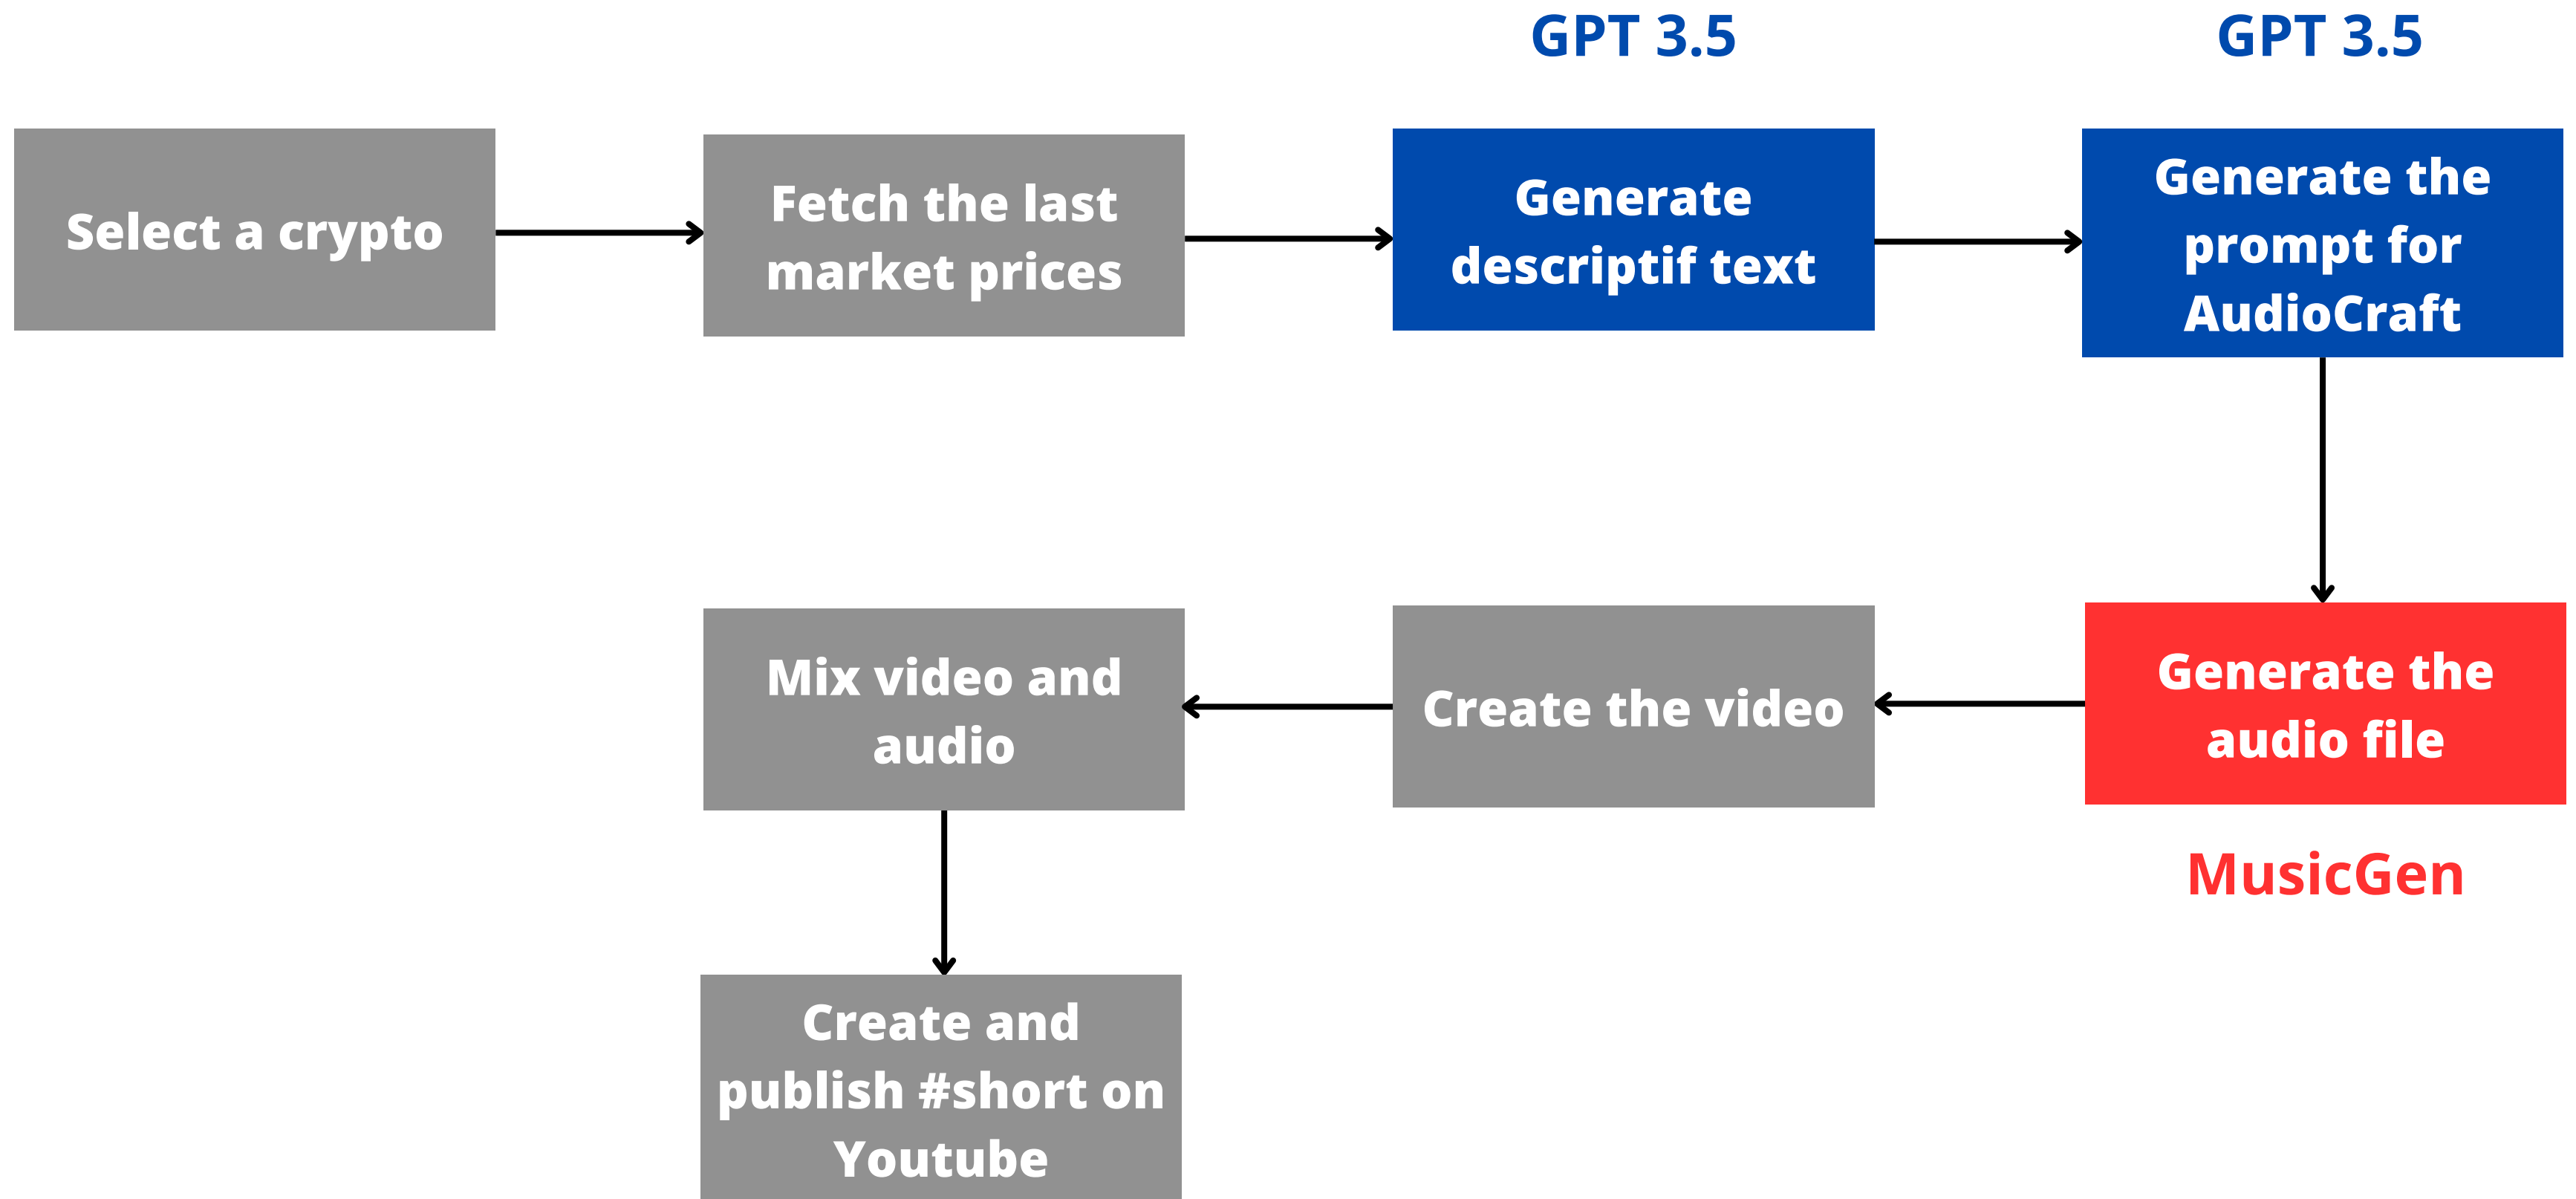 GPT 3.5
GPT 3.5
Select a crypto
Fetch the last
market prices
Generate
descriptif text
Generate the
prompt for
AudioCraft
Mix video and
audio
Create the video
Generate the
audio file
MusicGen
Create and
publish #short on
Youtube